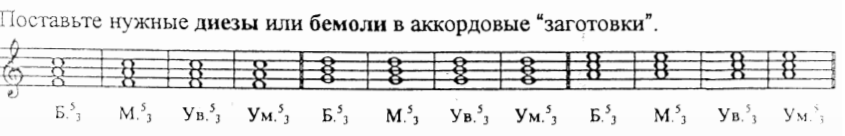 Поставьте нужные диезы или бемоли в аккордовые “заготовки”.
Б.⁵₃ М.⁵₃ Ув.⁵₃ Ум.⁵₃ Б.⁵₃ М.⁵₃ Ув.⁵₃ Ум.⁵₃ Б.⁵₃ М.⁵₃ Ув.⁵₃ Ум.⁵₃